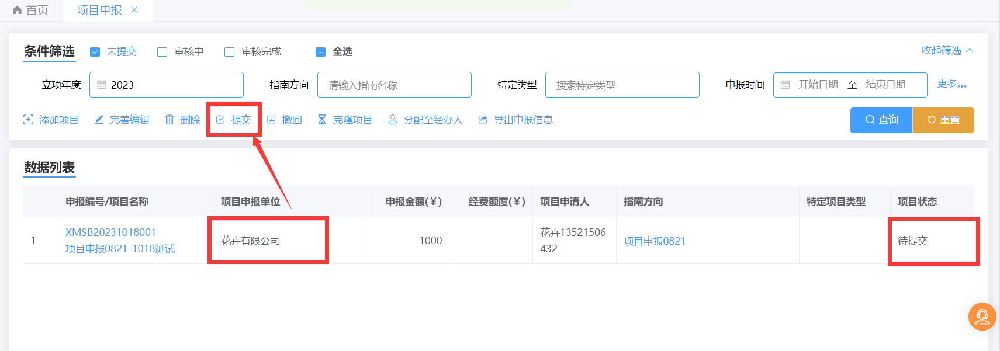 首页 项目申报
条件筛选 未提交 审核中 审核完成 全选 收起筛选
立项年度 2023 指南方向 请输入指南名称 特定类型 搜索特定类型 申报时间 开始日期 至 结束日期 更多...
添加项目 完善编辑 删除 提交 撤回 克隆项目 分配至经办人 导出申报信息 查询 重置
数据列表
申报编号/项目名称 项目申报单位 申报金额(¥) 经费额度(¥) 项目申请人 指南方向 特定项目类型 项目状态
1 XMSB20231018001 花卉有限公司 1000 花卉13521506 项目申报0821 待提交
项目申报0821-1018测试 432